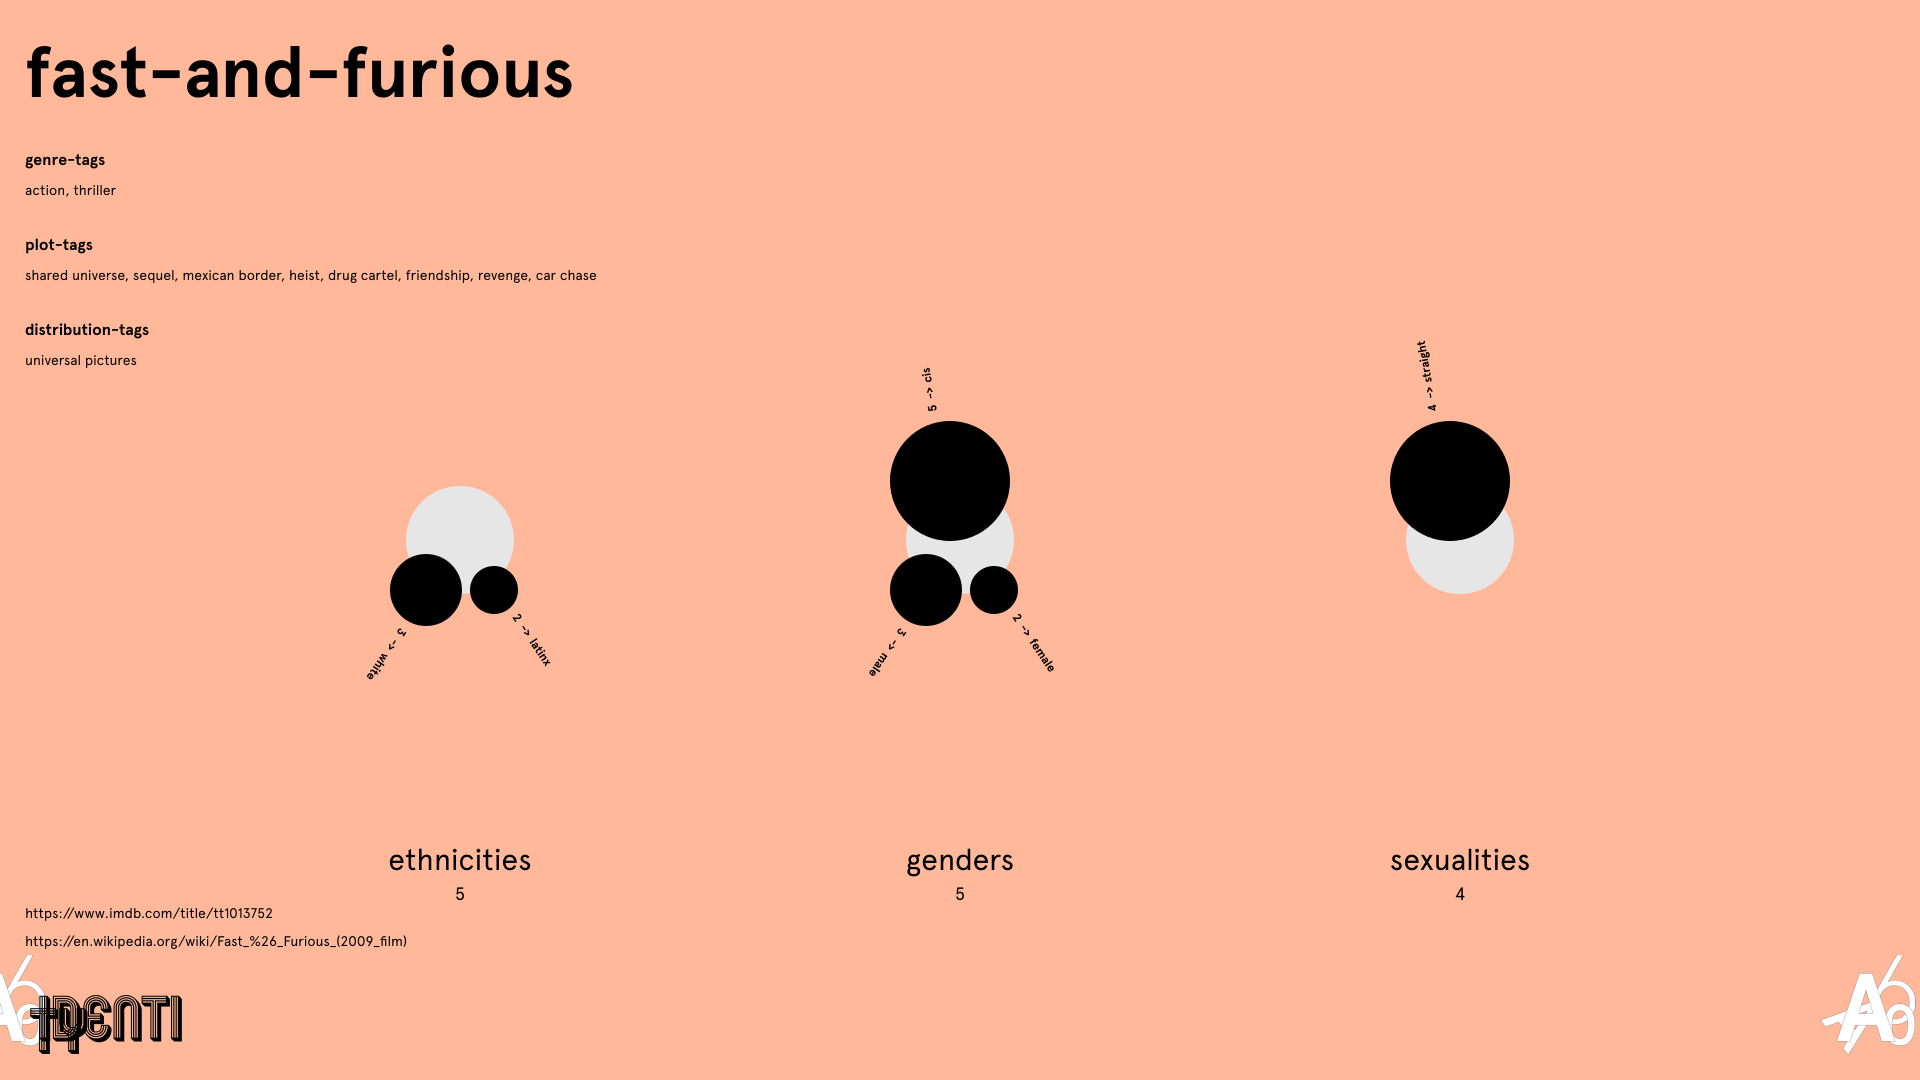 fast-and-furious
genre-tags
action, thriller
plot-tags
shared universe, sequel, mexican border, heist, drug cartel, friendship, revenge, car chase
distribution-tags
universal pictures
3 -> white
2 -> latinx
5 -> cis
3 -> male
2 -> female
4 -> straight
ethnicities
5
genders
5
sexualities
4
https://www.imdb.com/title/tt1013752
https://en.wikipedia.org/wiki/Fast_%26_Furious_(2009_film)
IDENTI